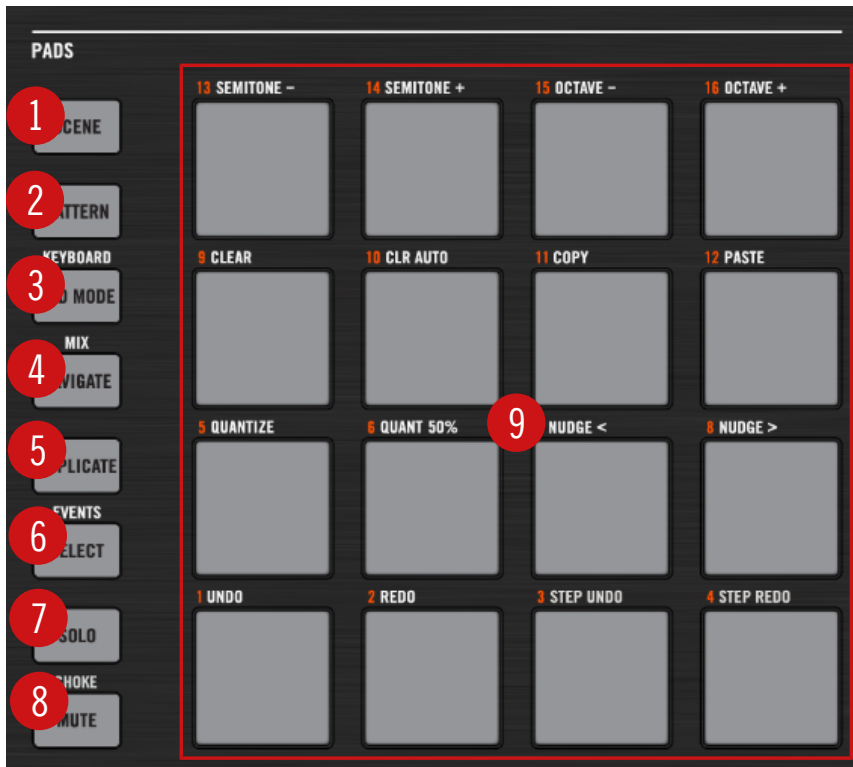 PADS
13 SEMITONE – 14 SEMITONE + 15 OCTAVE – 16 OCTAVE +
1 CENE
2 TTERN
KEYBOARD 9 CLEAR 10 CLR AUTO 11 COPY 12 PASTE
3 D MODE
MIX
4 VIGATE
5 QUANTIZE 6 QUANT 50% 9 NUDGE < 8 NUDGE >
5 PLICATE
EVENTS
6 ELECT
1 UNDO 2 REDO 3 STEP UNDO 4 STEP REDO
7 SOLO
HOKE
8 MUTE